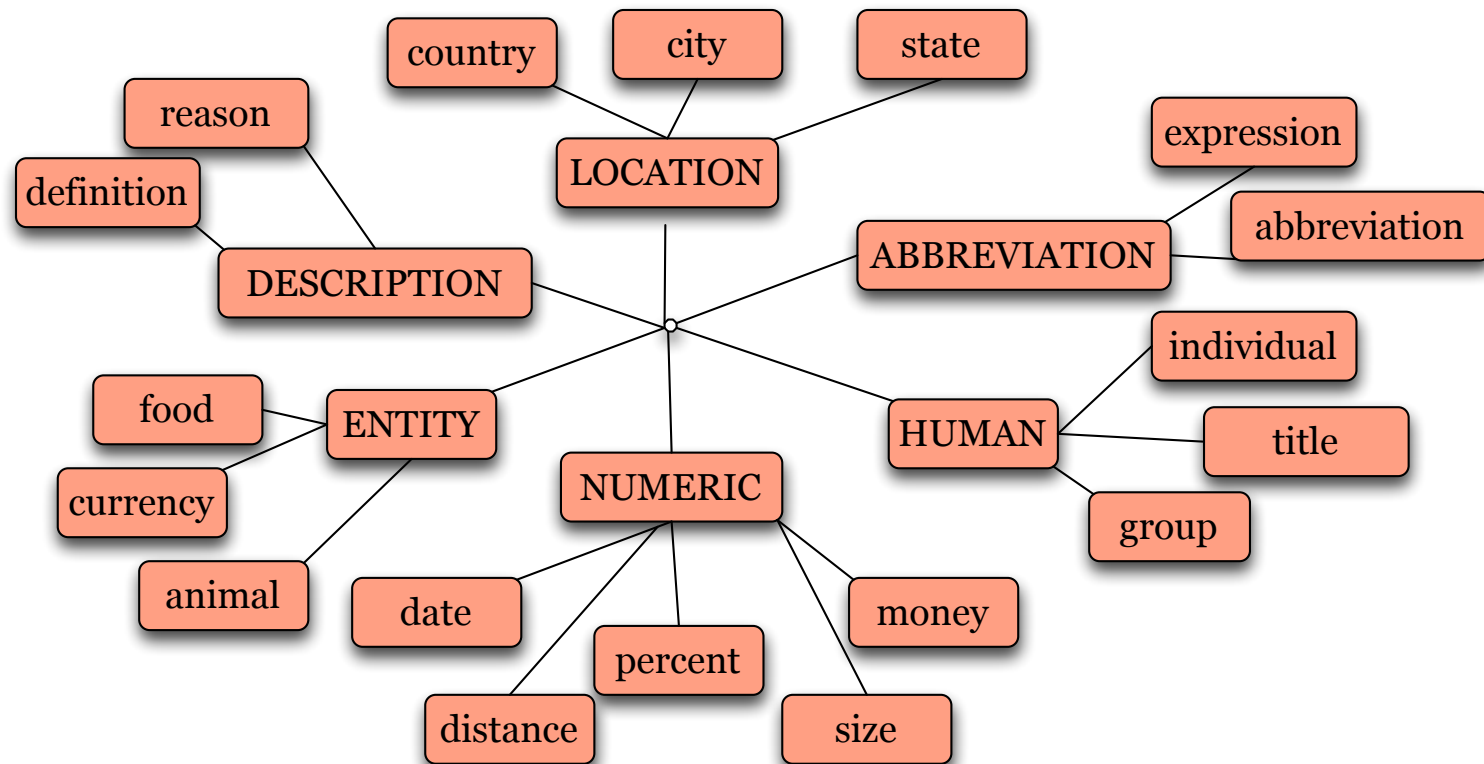 country
city
state
reason
expression
LOCATION
definition
abbreviation
ABBREVIATION
DESCRIPTION
individual
food
ENTITY
HUMAN
title
NUMERIC
currency
group
animal
date
money
percent
distance
size